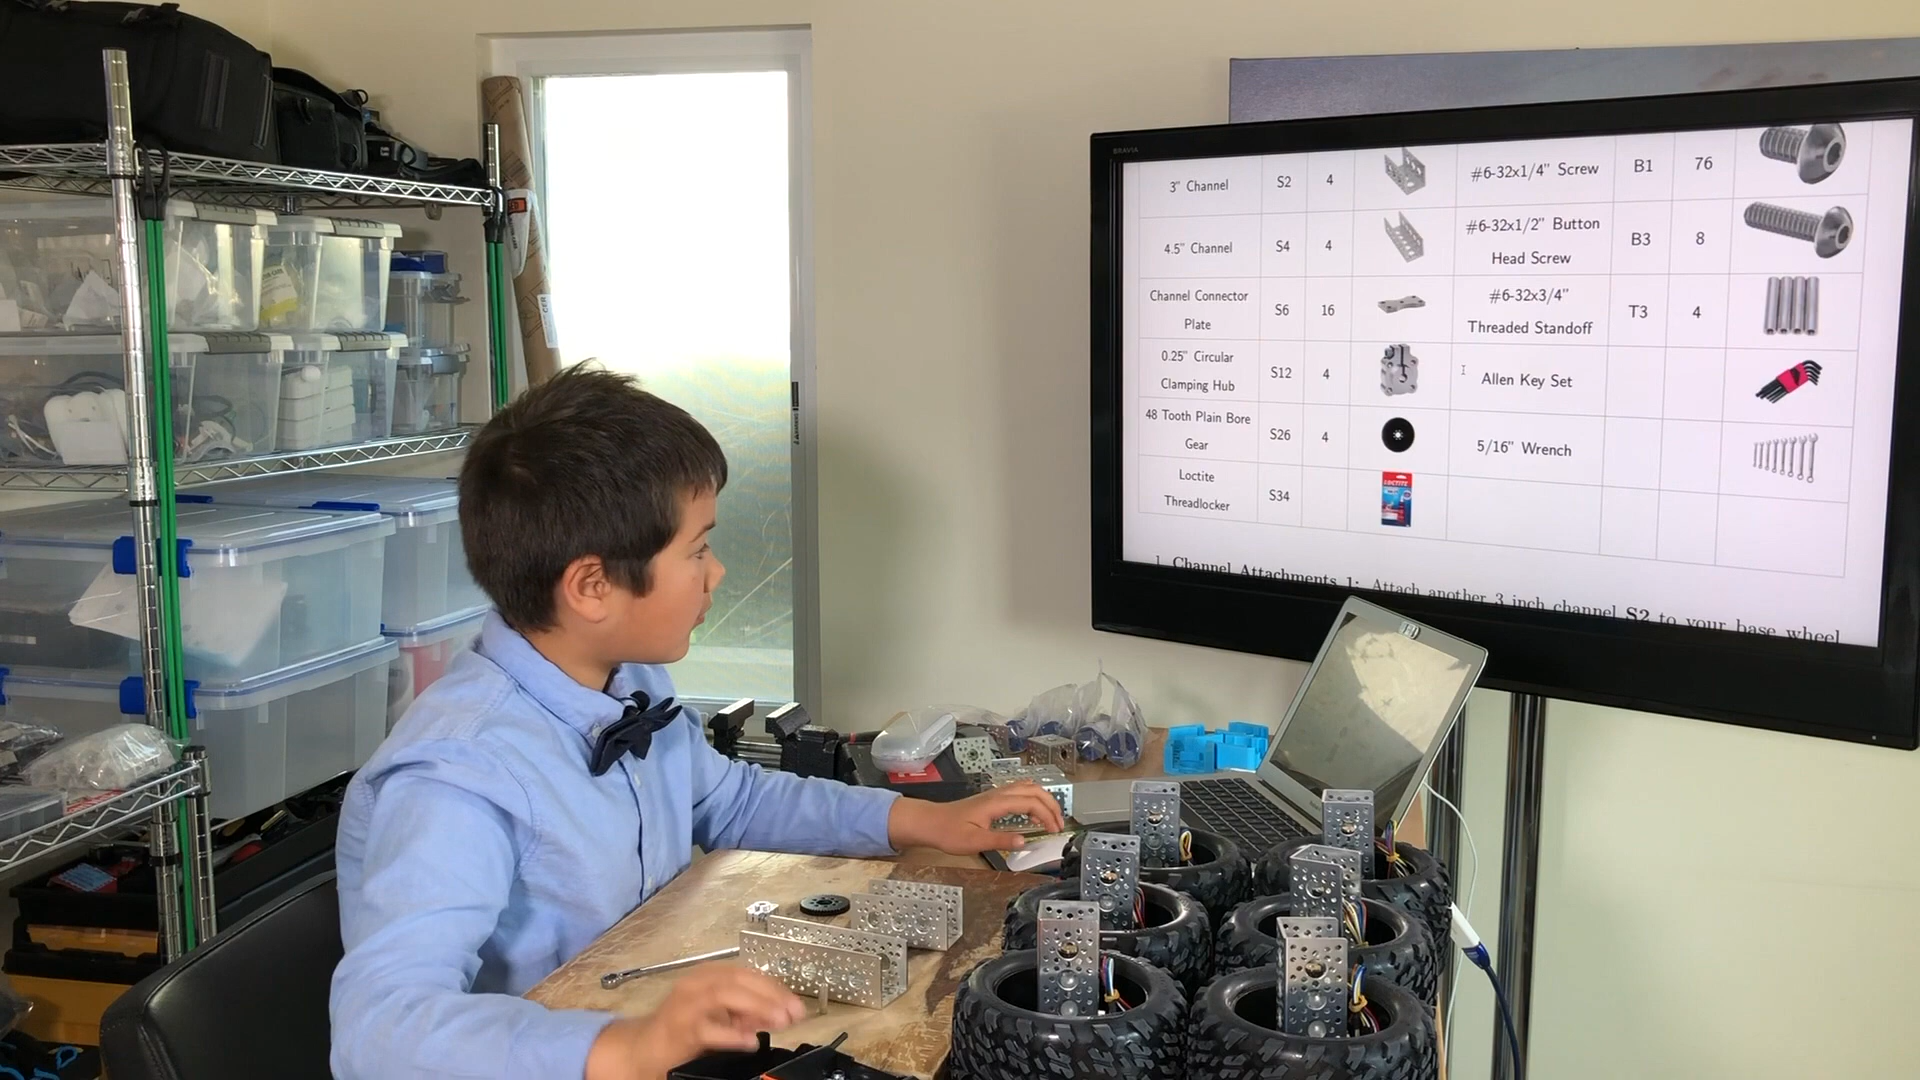 BRAVIA
3" Channel S2 4 #6-32x1/4" Screw B1 76
4.5" Channel S4 4 #6-32x1/2" Button
Head Screw B3 8
Channel Connector
Plate S6 16 #6-32x3/4"
Threaded Standoff T3 4
0.25" Circular
Clamping Hub S12 4 Allen Key Set
48 Tooth Plain Bore
Gear S26 4 5/16" Wrench
Loctite
Threadlocker S34
LOCTITE
1. Channel Attachments 1: Attach another 3 inch channel S2 to your base wheel